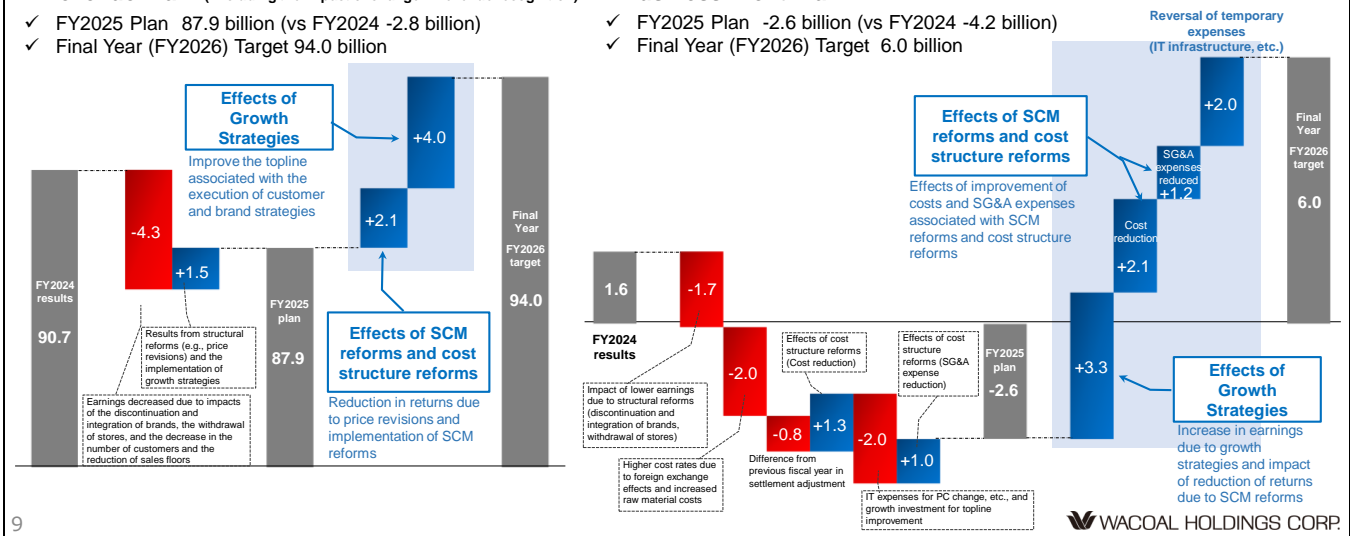 ✓ FY2025 Plan 87.9 billion (vs FY2024 -2.8 billion)
✓ Final Year (FY2026) Target 94.0 billion
Effects of
Growth
Strategies
Improve the topline
associated with the
execution of customer
and brand strategies
+4.0
+2.1
-4.3
+1.5
FY2024
results
90.7
FY2025
plan
87.9
Final
Year
FY2026
target
94.0
Results from structural
reforms (e.g., price
revisions) and the
implementation of
growth strategies
Earnings decreased due to impacts
of the discontinuation and
integration of brands, the withdrawal
of stores, and the decrease in the
number of customers and the
reduction of sales floors
Effects of SCM
reforms and cost
structure reforms
Reduction in returns due
to price revisions and
implementation of SCM
reforms
✓ FY2025 Plan -2.6 billion (vs FY2024 -4.2 billion)
✓ Final Year (FY2026) Target 6.0 billion
Reversal of temporary
expenses
(IT infrastructure, etc.)
Effects of SCM
reforms and cost
structure reforms
Effects of improvement of
costs and SG&A expenses
associated with SCM
reforms and cost structure
reforms
+2.0
SG&A
expenses
reduced
+1.2
Cost
reduction
+2.1
+3.3
Final
Year
FY2026
target
6.0
1.6
FY2024
results
-1.7
-2.0
-0.8
+1.3
-2.0
+1.0
FY2025
plan
-2.6
Effects of cost
structure reforms
(Cost reduction)
Effects of cost
structure
reforms (SG&A
expense
reduction)
Impact of lower earnings
due to structural reforms
(discontinuation and
integration of brands,
withdrawal of stores)
Higher cost rates due
to foreign exchange
effects and increased
raw material costs
Difference from
previous fiscal year in
settlement adjustment
IT expenses for PC change, etc., and
growth investment for topline
improvement
Effects of
Growth
Strategies
Increase in earnings
due to growth
strategies and impact
of reduction of returns
due to SCM reforms
9
WACOAL HOLDINGS CORP.